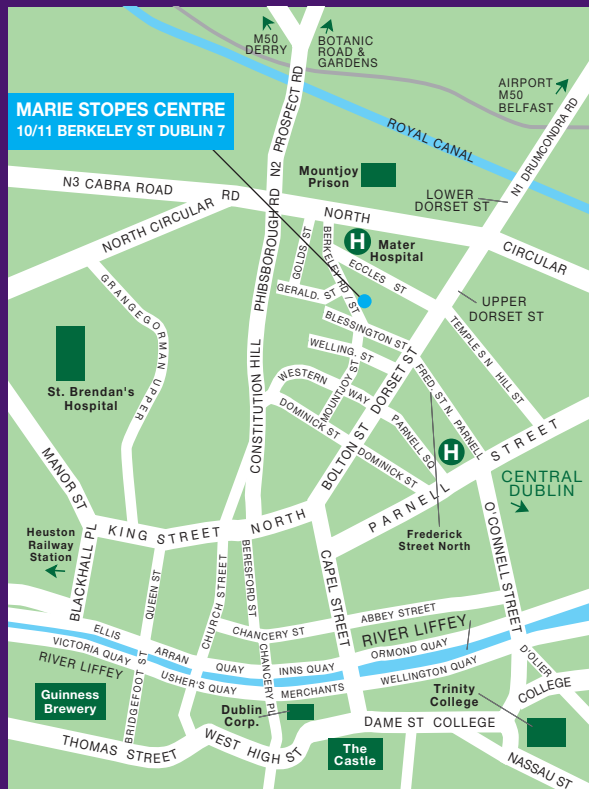 M50
DERRY
BOTANIC
ROAD &
GARDENS
AIRPORT
M50
BELFAST
MARIE STOPES CENTRE
10/11 BERKELEY ST DUBLIN 7
N2 PROSPECT RD
ROYAL CANAL
N1 DRUMCONDRA RD
Mountjoy
Prison
N3 CABRA ROAD
LOWER
DORSET ST
NORTH CIRCULAR RD
PHIBSBOROUGH RD
NORTH
CIRCULAR
H
Mater
Hospital
GOLDS. ST
BERKELEY RD / ST
ECCLES ST
GERALD. ST
GRANGEGORMAN UPPER
UPPER
DORSET ST
BLESSINGTON ST
TEMPLE S N HILL ST
WELLING. ST
St. Brendan's
Hospital
WESTERN WAY
MOUNTJOY ST
DORSET ST
FRED. ST N. PARNELL
CONSTITUTION HILL
DOMINICK ST
PARNELL SQ
BOLTON ST
DOMINICK ST
H
PARNELL STREET
MANOR ST
CENTRAL
DUBLIN
KING STREET NORTH
Heuston
Railway
Station
BLACKHALL PL
Frederick
Street North
O'CONNELL STREET
QUEEN ST
CHURCH STREET
BERESFORD ST
CAPEL STREET
ABBEY STREET
CHANCERY ST
RIVER LIFFEY
ELLIS
ARRAN
QUAY
INNS QUAY
ORMOND QUAY
VICTORIA QUAY
RIVER LIFFEY
USHER'S QUAY
MERCHANTS
WELLINGTON QUAY
D'OLIER
COLLEGE
BRIDGEFOOT ST
CHANCERY PL
Guinness
Brewery
Dublin
Corp.
Trinity
College
DAME ST COLLEGE
THOMAS STREET
WEST HIGH ST
The
Castle
NASSAU ST